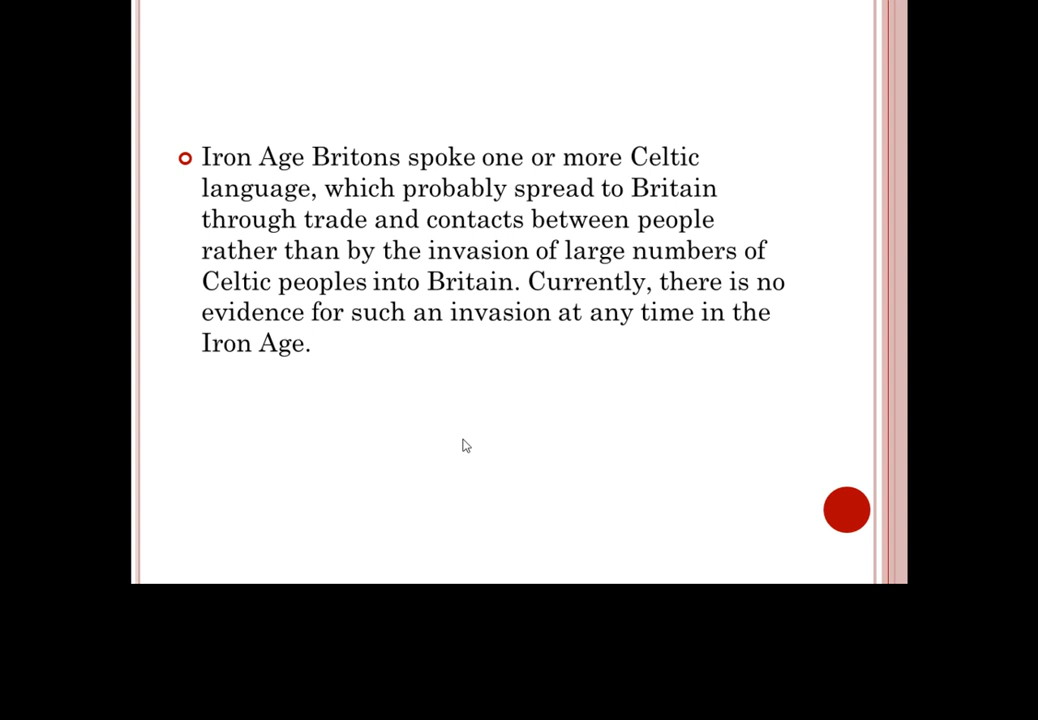 Iron Age Britons spoke one or more Celtic
language, which probably spread to Britain
through trade and contacts between people
rather than by the invasion of large numbers of
Celtic peoples into Britain. Currently, there is no
evidence for such an invasion at any time in the
Iron Age.